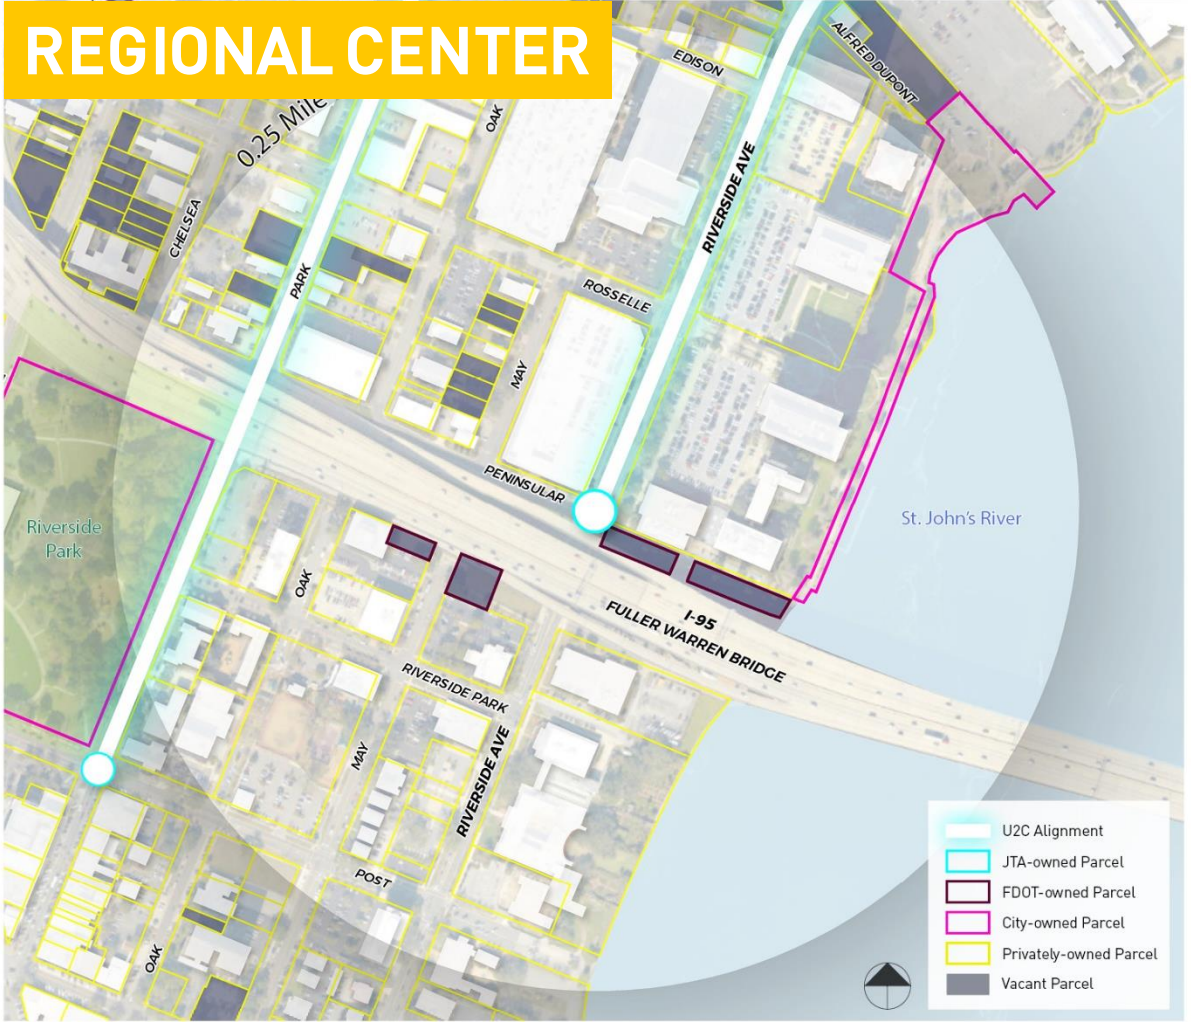 REGIONAL CENTER
EDISON
ALFRED DUPONT
0.25 Mile
OAK
RIVERSIDE AVE
CHELSEA
PARK
ROSSELLE
MAY
PENINSULAR
Riverside
Park
St. John's River
OAK
I-95
FULLER WARREN BRIDGE
RIVERSIDE PARK
MAY
RIVERSIDE AVE
POST
OAK
U2C Alignment
JTA-owned Parcel
FDOT-owned Parcel
City-owned Parcel
Privately-owned Parcel
Vacant Parcel